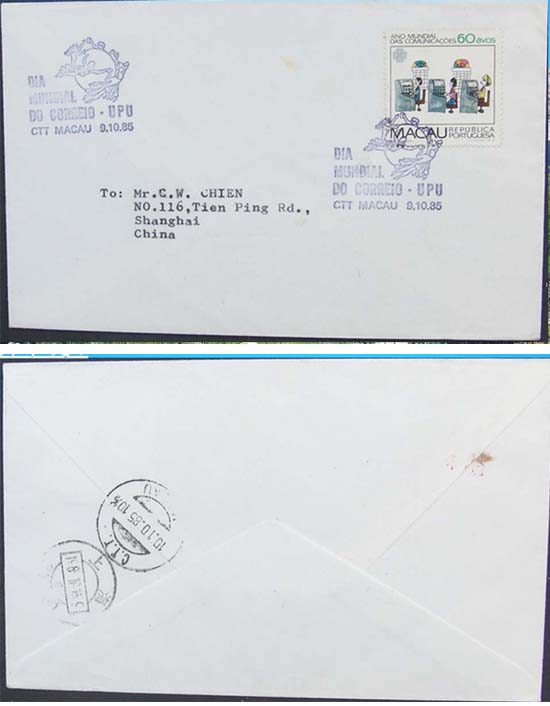 DIA
MUNDIAL
DO CORREIO - UPU
CTT MACAU 9.10.85
ANO MUNDIAL
DAS COMUNICAÇÕES 60 avos
MACAU REPÚBLICA
PORTUGUESA
DIA
MUNDIAL
DO CORREIO - UPU
CTT MACAU 9.10.85
To: Mr.C.W. CHIEN
NO.116,Tien Ping Rd.,
Shanghai
China
C.T.T.
10.10.85